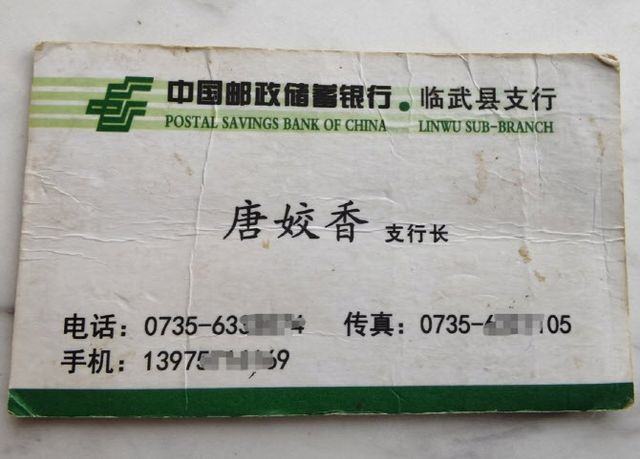 中国邮政储蓄银行·临武县支行
POSTAL SAVINGS BANK OF CHINA LINWU SUB-BRANCH
唐姣香 支行长
电话：0735-633 4 传真：0735-6 105
手机：13975 69